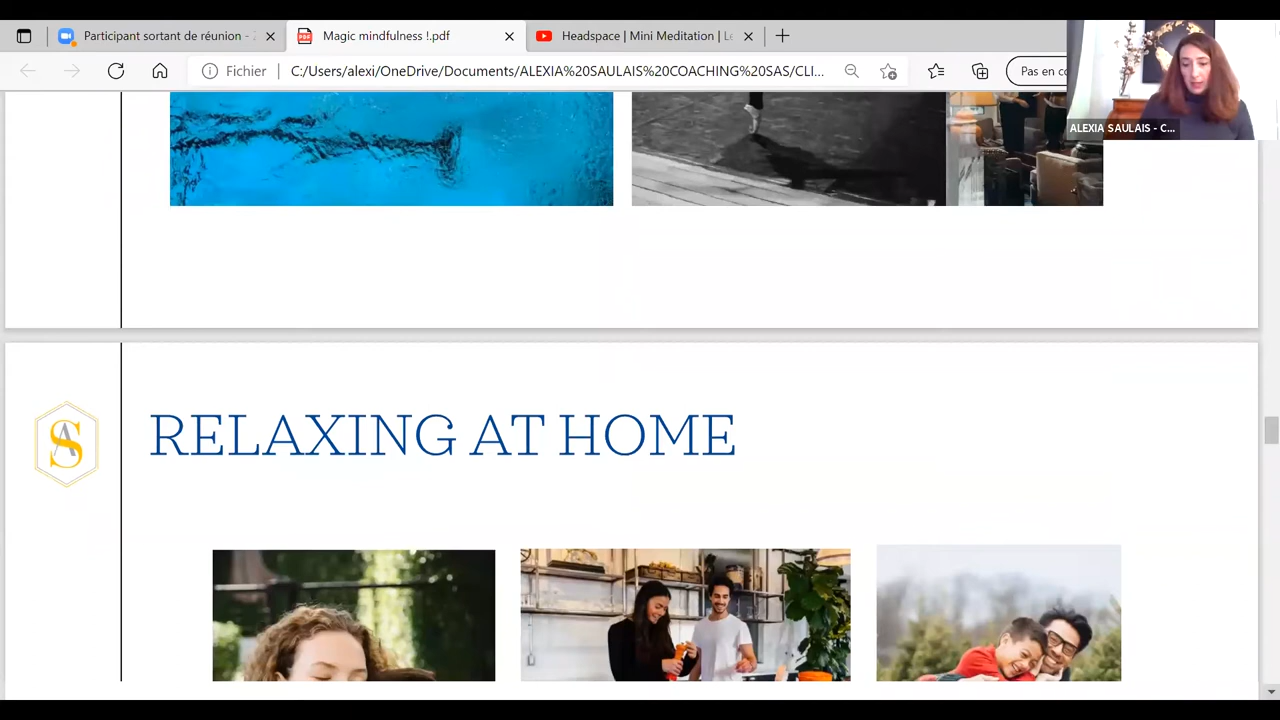 Participant sortant de réunion - 2
Magic mindfulness !.pdf
Headspace | Mini Meditation | Le
Fichier
C:/Users/alexi/OneDrive/Documents/ALEXIA%20SAULAIS%20COACHING%20SAS/CLI...
Pas en co
ALEXIA SAULAIS - C...
RELAXING AT HOME